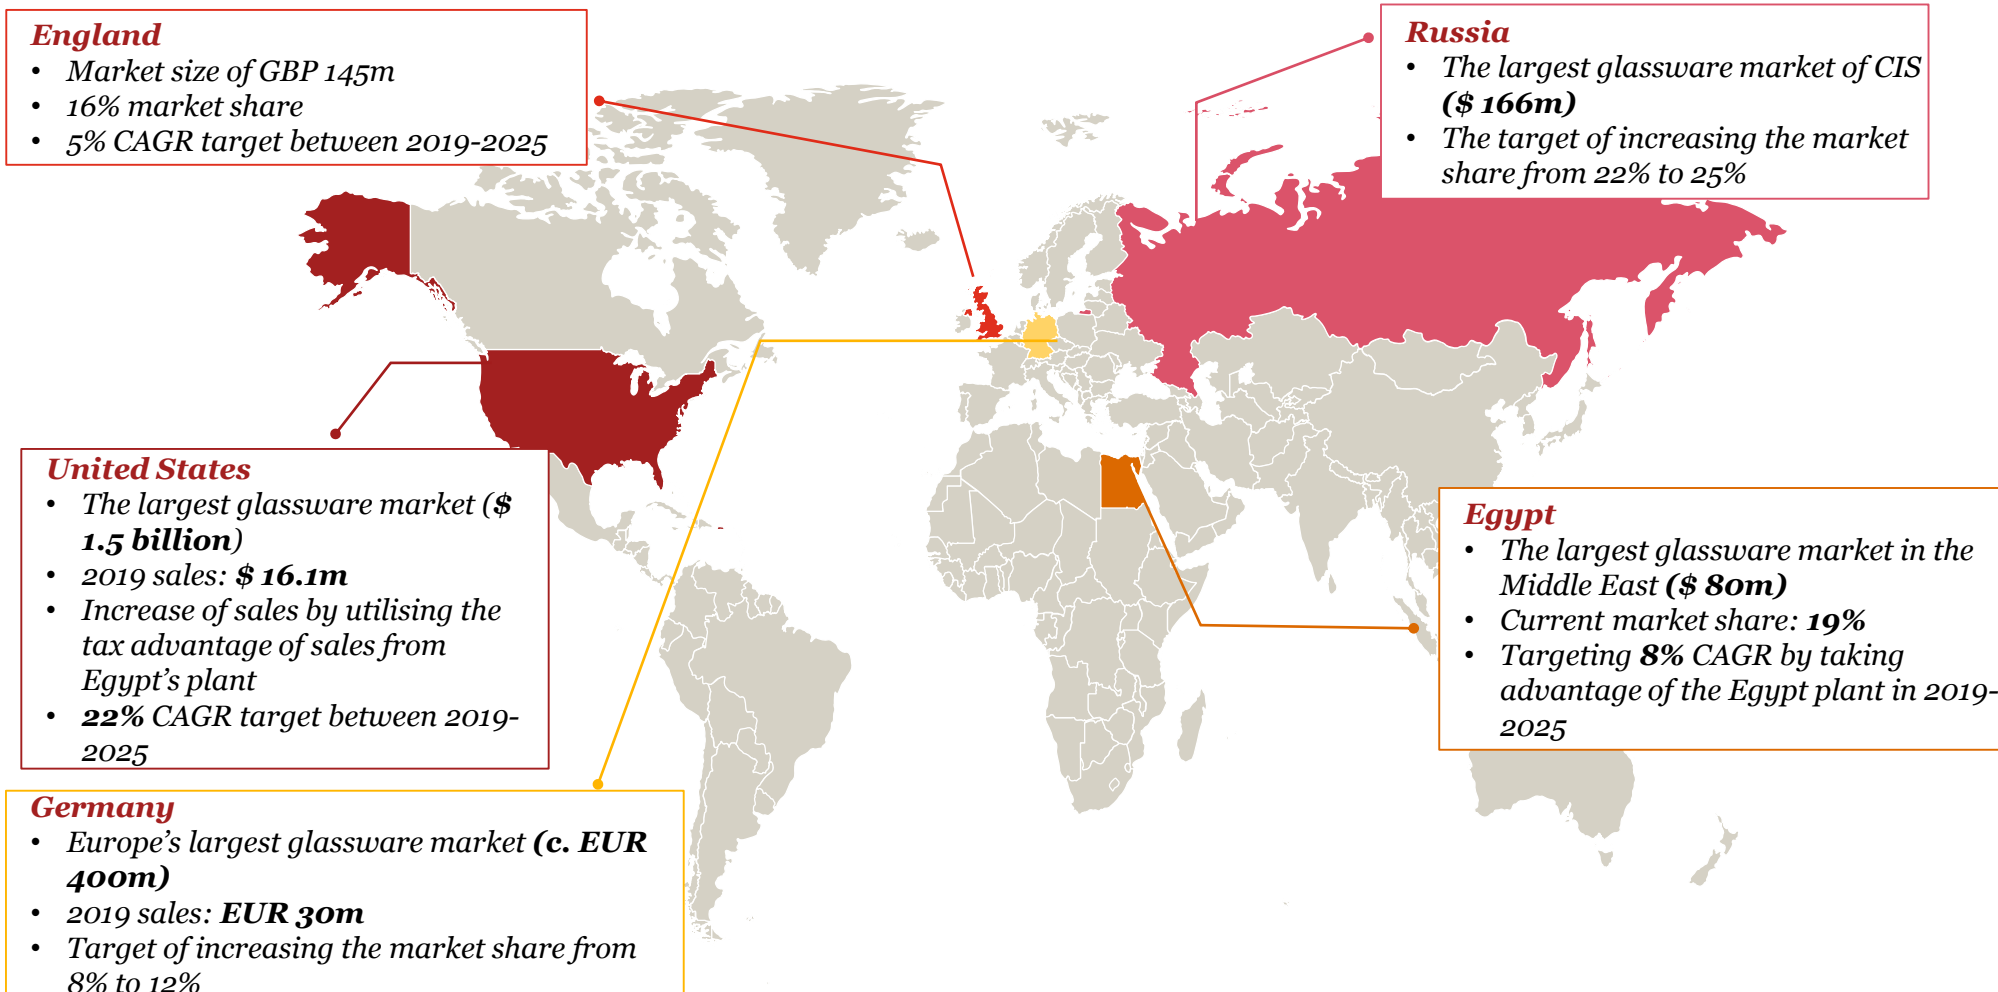 England
• Market size of GBP 145m
• 16% market share
• 5% CAGR target between 2019-2025
Russia
• The largest glassware market of CIS
($ 166m)
• The target of increasing the market
share from 22% to 25%
United States
• The largest glassware market ($
1.5 billion)
• 2019 sales: $ 16.1m
• Increase of sales by utilising the
tax advantage of sales from
Egypt’s plant
• 22% CAGR target between 2019-
2025
Egypt
• The largest glassware market in the
Middle East ($ 80m)
• Current market share: 19%
• Targeting 8% CAGR by taking
advantage of the Egypt plant in 2019-
2025
Germany
• Europe’s largest glassware market (c. EUR
400m)
• 2019 sales: EUR 30m
• Target of increasing the market share from
8% to 12%